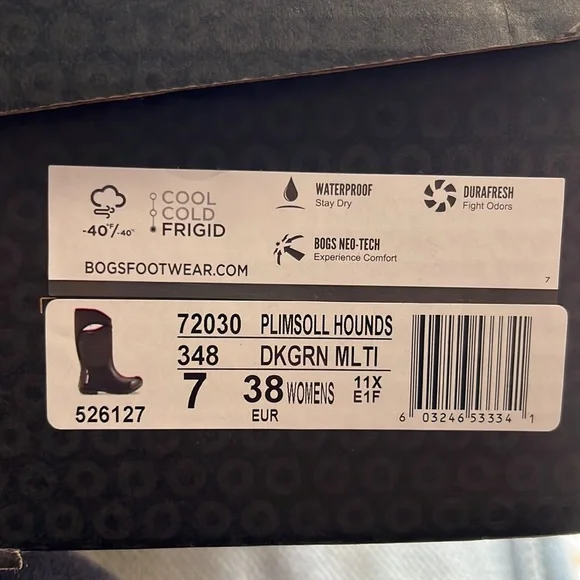 -40°F/-40°
COOL
COLD
FRIGID
WATERPROOF
Stay Dry
DURAFRESH
Fight Odors
BOGS NEO-TECH
Experience Comfort
BOGSFOOTWEAR.COM
7
72030 PLIMSOLL HOUNDS
348 DKGRN MLTI
7 38 WOMENS 11X
EUR E1F
526127
6 03246 53334 1